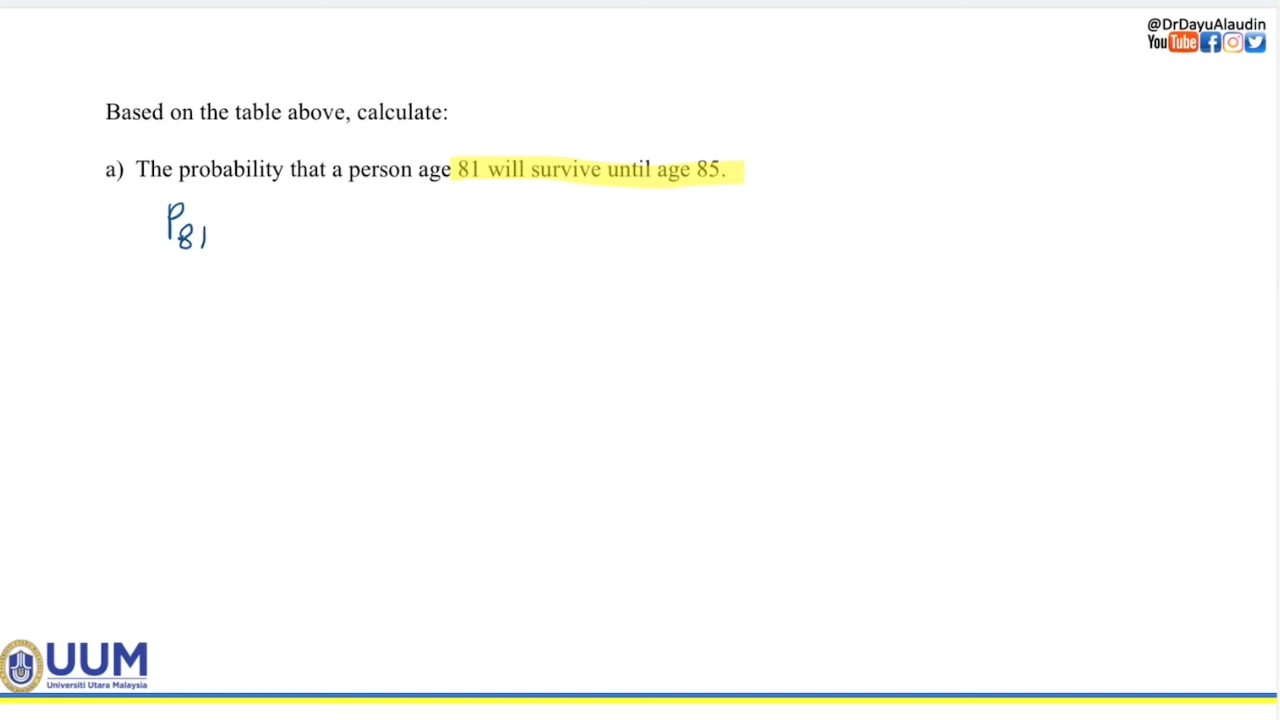 @DrDayuAlaudin
YouTube
Based on the table above, calculate:
a) The probability that a person age 81 will survive until age 85.
P81
UUM
Universiti Utara Malaysia